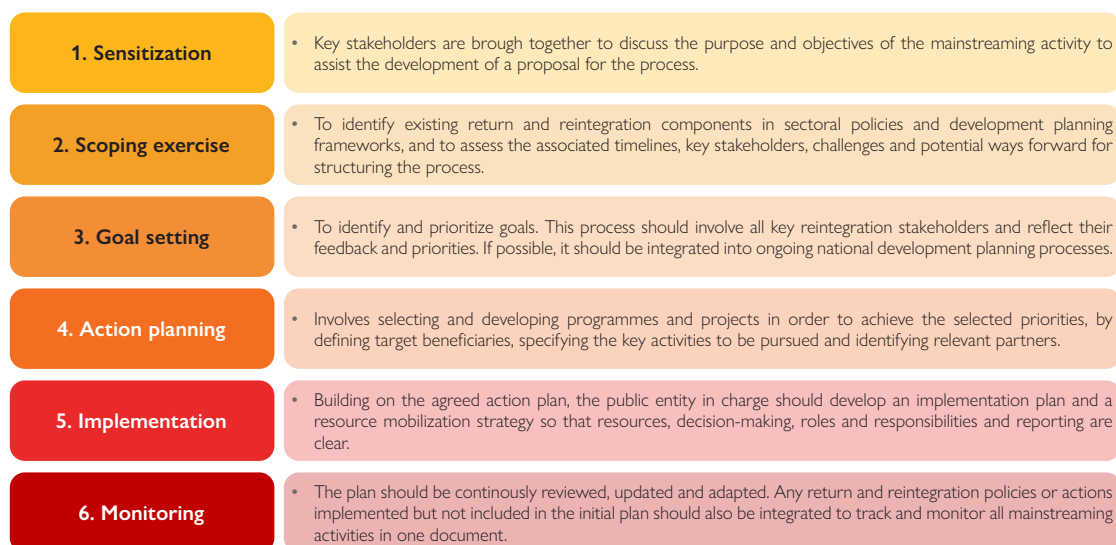 1. Sensitization
• Key stakeholders are brough together to discuss the purpose and objectives of the mainstreaming activity to
assist the development of a proposal for the process.
2. Scoping exercise
• To identify existing return and reintegration components in sectoral policies and development planning
frameworks, and to assess the associated timelines, key stakeholders, challenges and potential ways forward for
structuring the process.
3. Goal setting
• To identify and prioritize goals. This process should involve all key reintegration stakeholders and reflect their
feedback and priorities. If possible, it should be integrated into ongoing national development planning processes.
4. Action planning
• Involves selecting and developing programmes and projects in order to achieve the selected priorities, by
defining target beneficiaries, specifying the key activities to be pursued and identifying relevant partners.
5. Implementation
• Building on the agreed action plan, the public entity in charge should develop an implementation plan and a
resource mobilization strategy so that resources, decision-making, roles and responsibilities and reporting are
clear.
6. Monitoring
• The plan should be continously reviewed, updated and adapted. Any return and reintegration policies or actions
implemented but not included in the initial plan should also be integrated to track and monitor all mainstreaming
activities in one document.